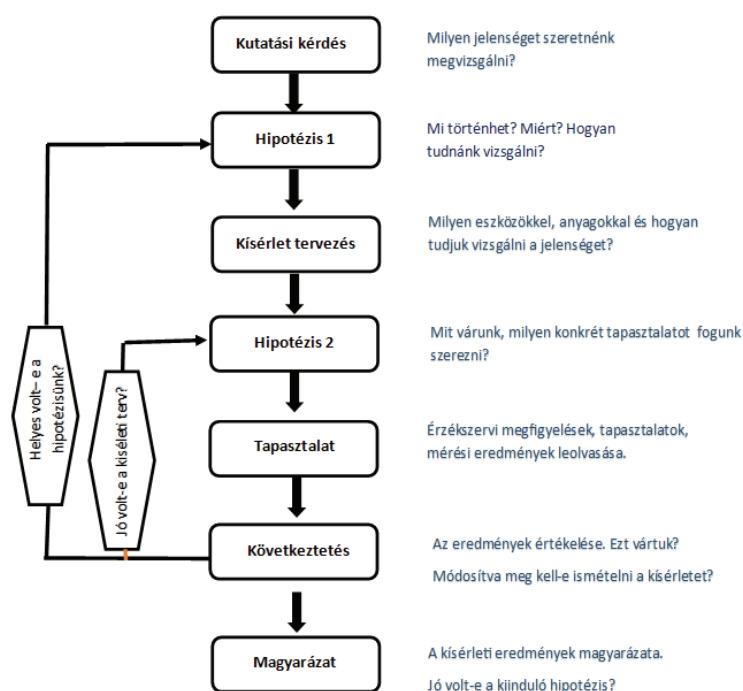 Kutatási kérdés
Milyen jelenséget szeretnénk
megvizsgálni?
Hipotézis 1
Mi történhet? Miért? Hogyan
tudnánk vizsgálni?
Kísérlet tervezés
Milyen eszközökkel, anyagokkal és hogyan
tudjuk vizsgálni a jelenséget?
Hipotézis 2
Mit várunk, milyen konkrét tapasztalatot fogunk
szerezni?
Helyes volt– e a
hipotézisünk?
Jó volt-e a kíséleti terv?
Tapasztalat
Érzékszervi megfigyelések, tapasztalatok,
mérési eredmények leolvasása.
Következtetés
Az eredmények értékelése. Ezt vártuk?
Módosítva meg kell-e ismételni a kísérletet?
Magyarázat
A kísérleti eredmények magyarázata.
Jó volt-e a kiinduló hipotézis?